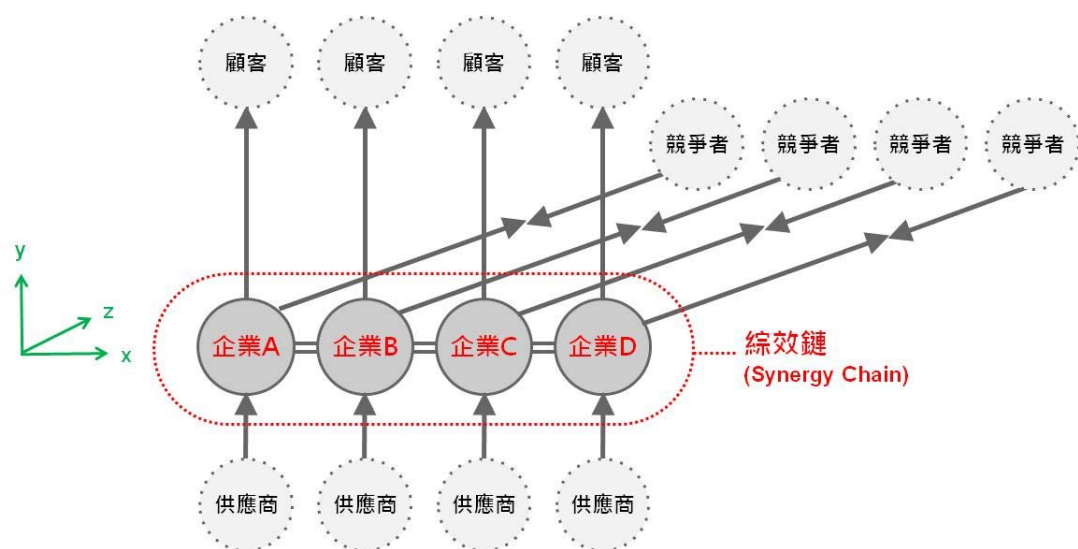 顧客
顧客
顧客
顧客
競爭者
競爭者
競爭者
競爭者
y
z
x
企業A
企業B
企業C
企業D
綜效鏈
(Synergy Chain)
供應商
供應商
供應商
供應商